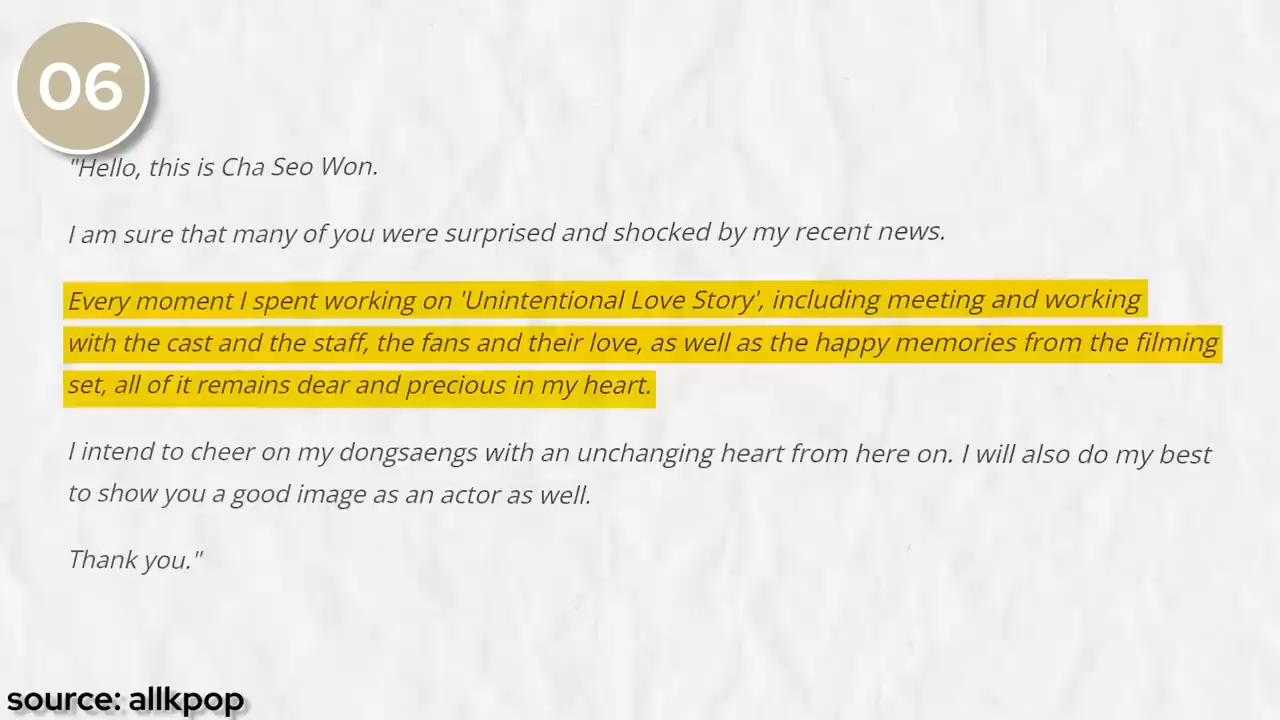 06
"Hello, this is Cha Seo Won.
I am sure that many of you were surprised and shocked by my recent news.
Every moment I spent working on 'Unintentional Love Story', including meeting and working
with the cast and the staff, the fans and their love, as well as the happy memories from the filming
set, all of it remains dear and precious in my heart.
I intend to cheer on my dongsaengs with an unchanging heart from here on. I will also do my best
to show you a good image as an actor as well.
Thank you."
source: allkpop